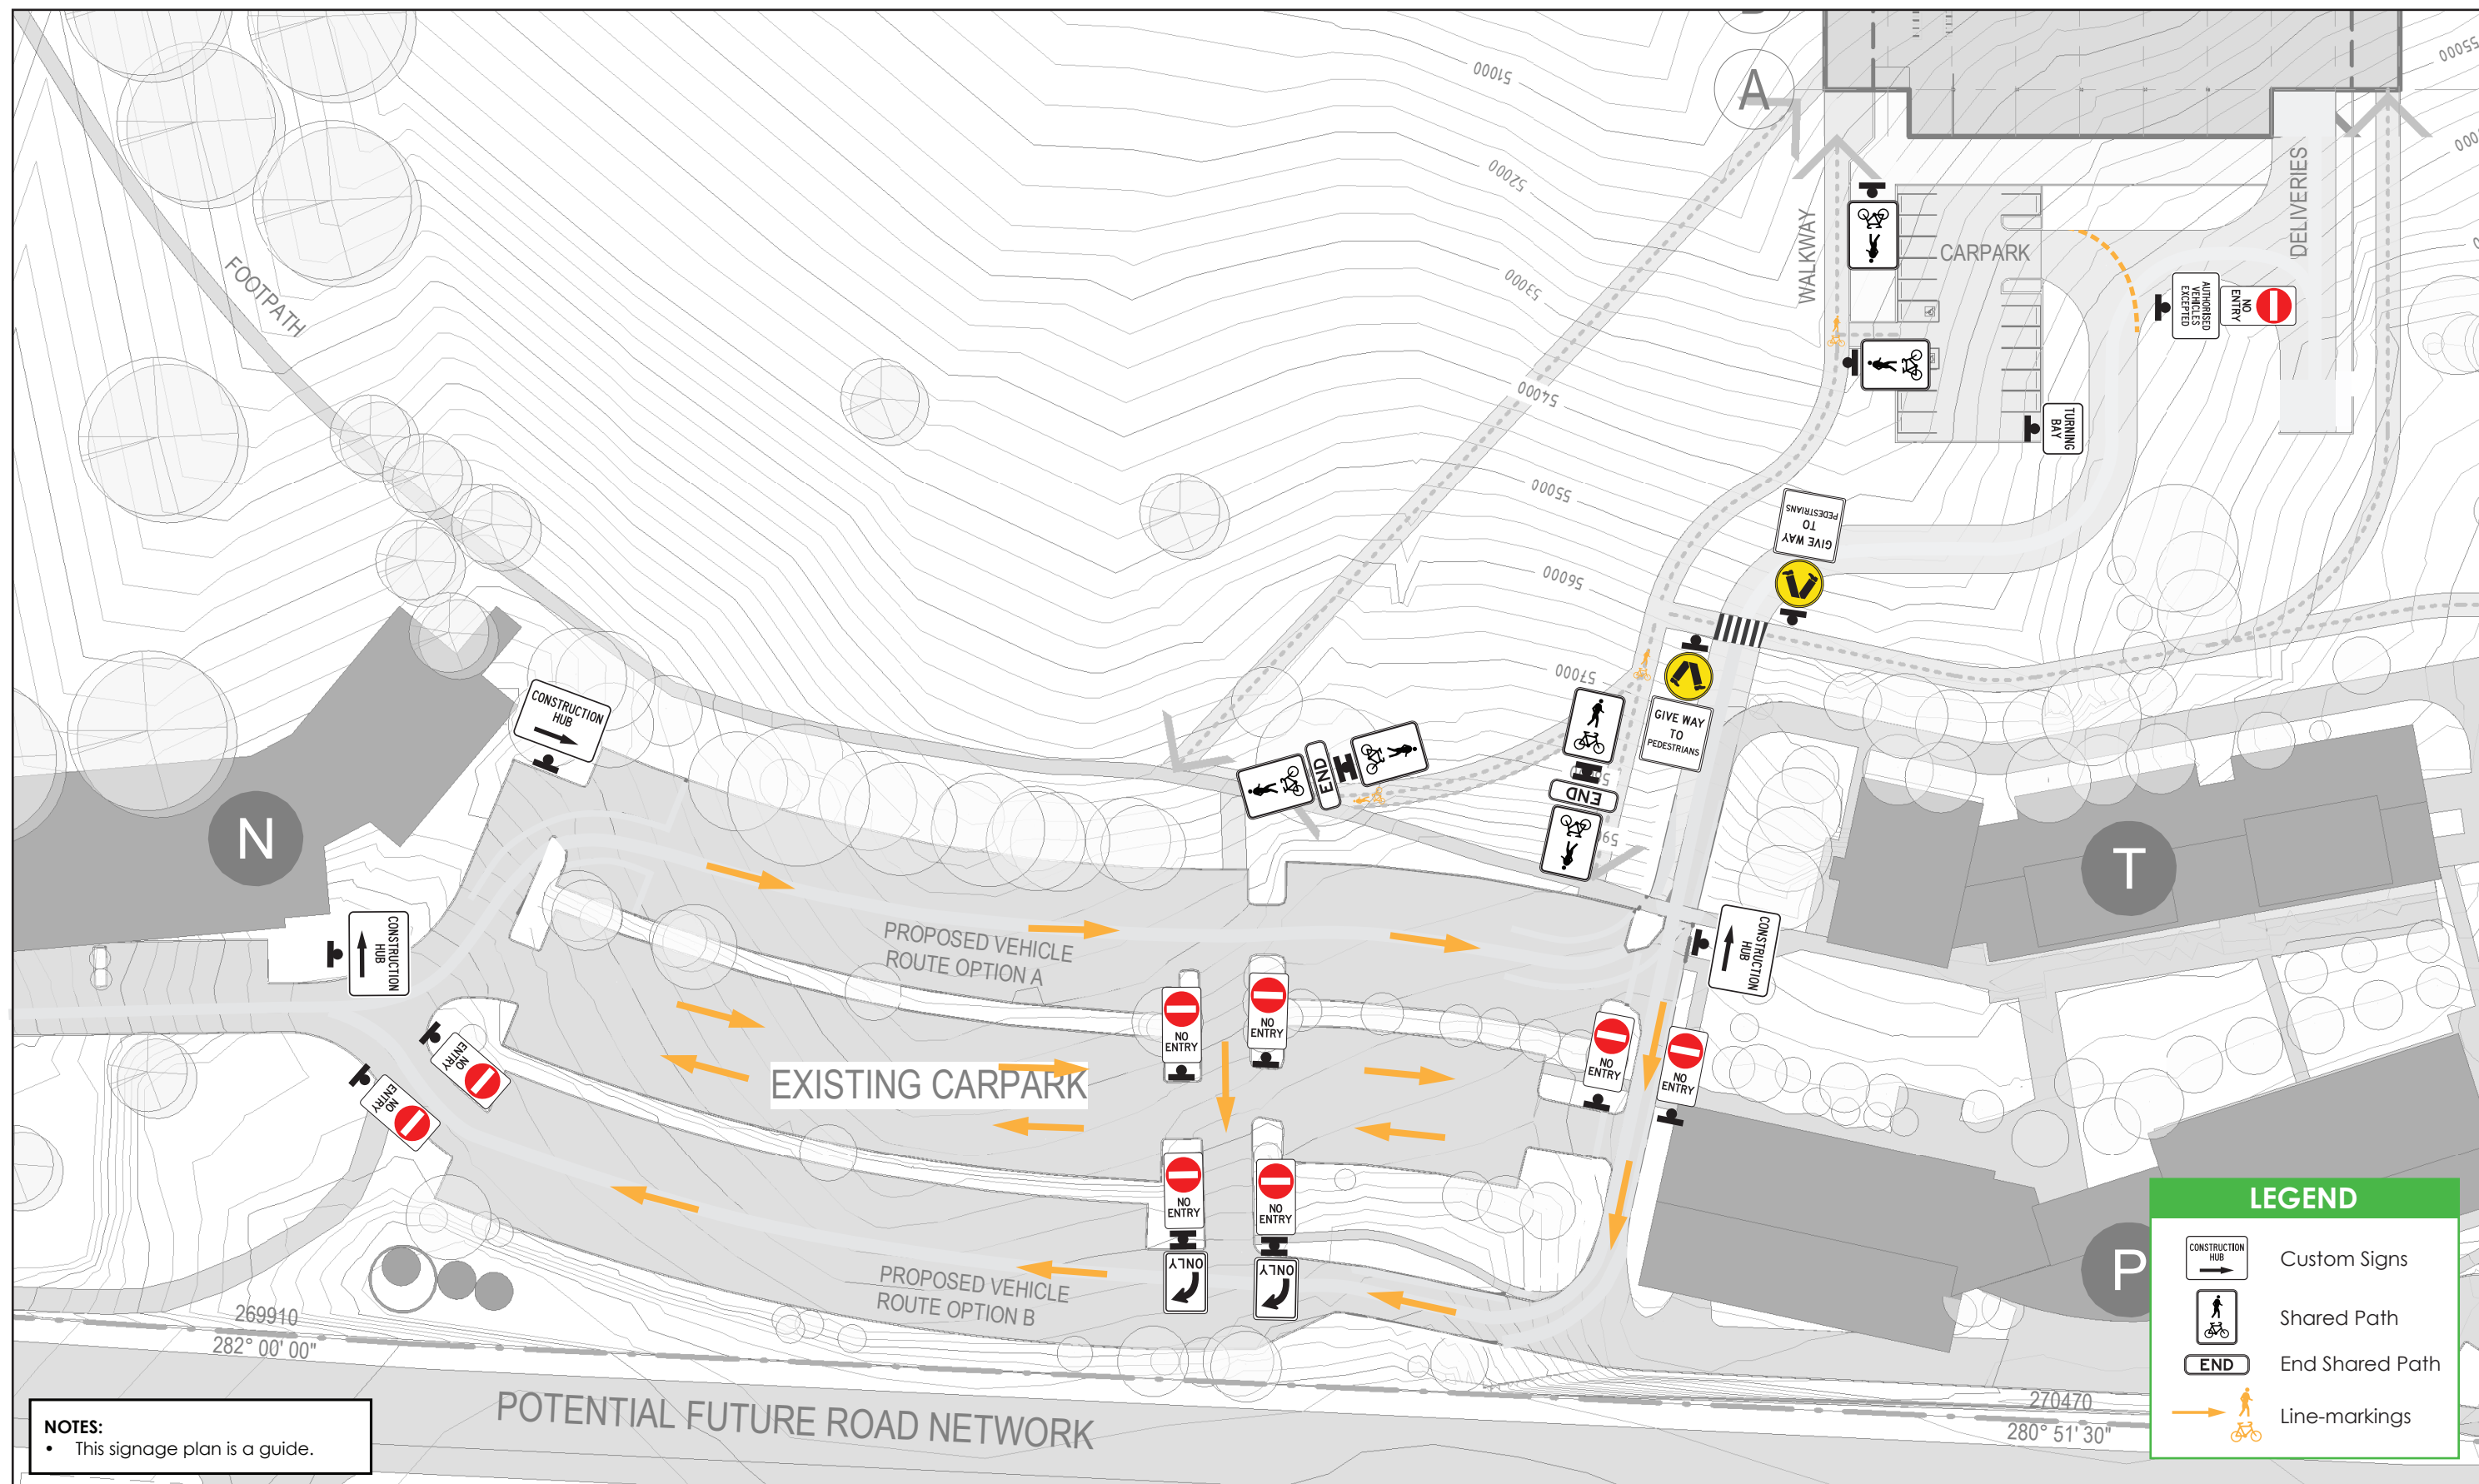 A
51000
52000
53000
54000
55000
56000
57000
55000
FOOTPATH
WALKWAY
CARPARK
DELIVERIES
AUTHORISED
VEHICLES
EXCEPTED
NO
ENTRY
TURNING
BAY
GIVE WAY
TO
PEDESTRIANS
GIVE WAY
TO
PEDESTRIANS
CONSTRUCTION
HUB
END
END
N
T
CONSTRUCTION
HUB
CONSTRUCTION
HUB
PROPOSED VEHICLE
ROUTE OPTION A
NO
ENTRY
NO
ENTRY
NO
ENTRY
NO
ENTRY
NO
ENTRY
NO
ENTRY
EXISTING CARPARK
NO
ENTRY
NO
ENTRY
ONLY
ONLY
PROPOSED VEHICLE
ROUTE OPTION B
P
269910
282° 00' 00"
POTENTIAL FUTURE ROAD NETWORK
270470
280° 51' 30"
NOTES:
• This signage plan is a guide.
LEGEND
CONSTRUCTION
HUB
Custom Signs
Shared Path
END
End Shared Path
Line-markings